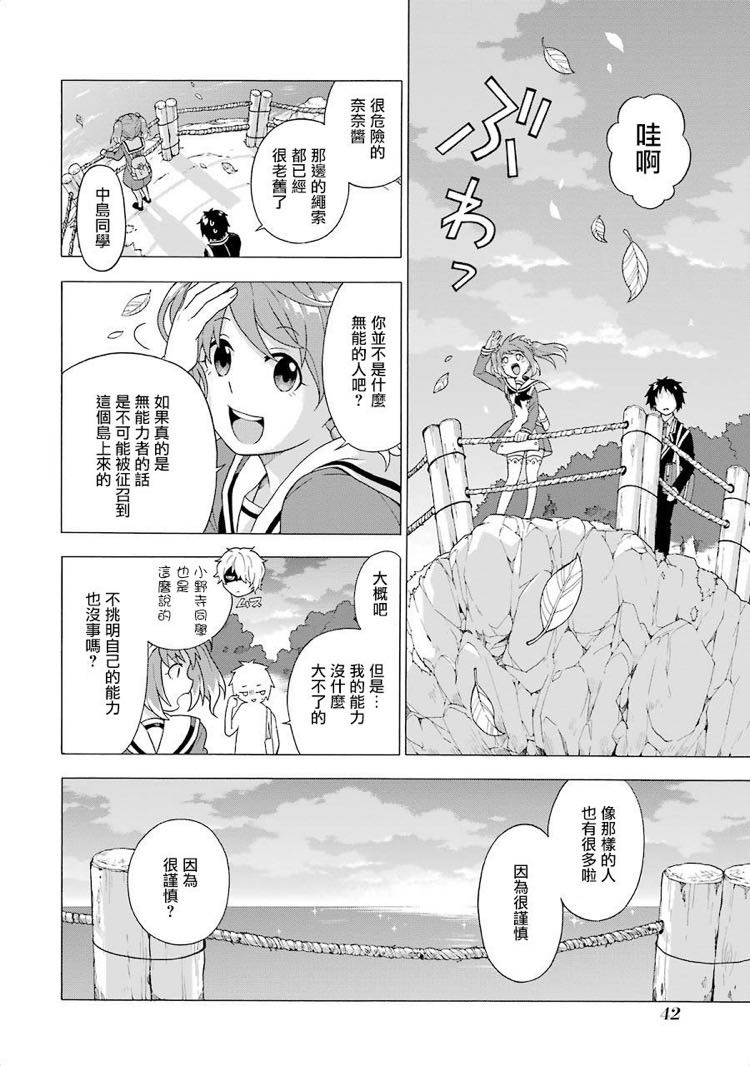 哇啊
ぶわっ
很危險的
奈奈醬
那邊的繩索
都已經
很老舊了
中島同學
你並不是什麼
無能的人吧?
如果真的是
無能力者的話
是不可能被征召到
這個島上來的
大概吧
但是…
我的能力
沒什麼
大不了的
小野寺同學
也是
這麼說的
ムス
不挑明自己的能力
也沒事嗎?
像那樣的人
也有很多啦
因為很謹慎
因為
很謹慎?
42